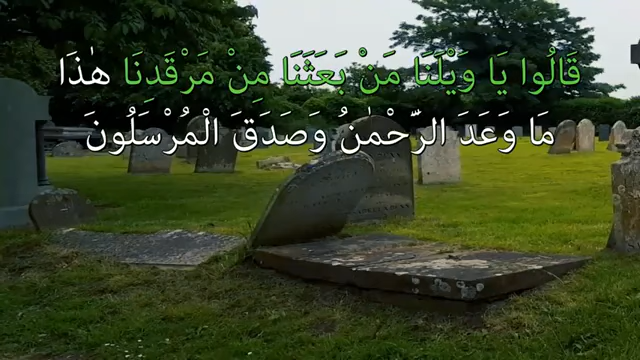 قَالُوا يَا وَيْلَنَا مَنْ بَعَثَنَا مِنْ مَرْقَدِنَا هٰذَا
مَا وَعَدَ الرَّحْمٰنُ وَصَدَقَ الْمُرْسَلُونَ